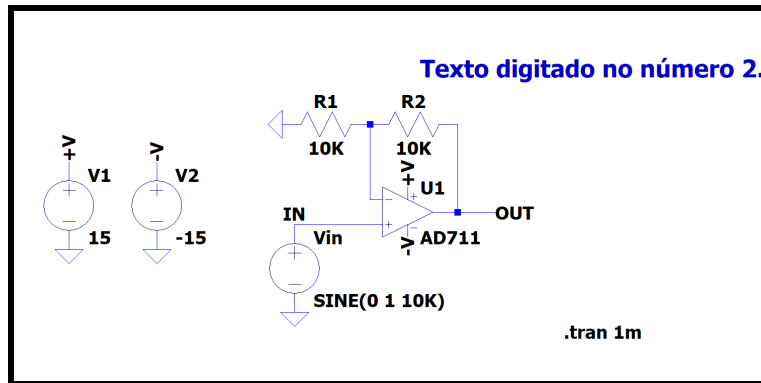 Texto digitado no número 2.
R1
R2
10K
10K
+V
-V
V1
V2
15
-15
+V
U1
IN
OUT
Vin
-V
AD711
SINE(0 1 10K)
.tran 1m